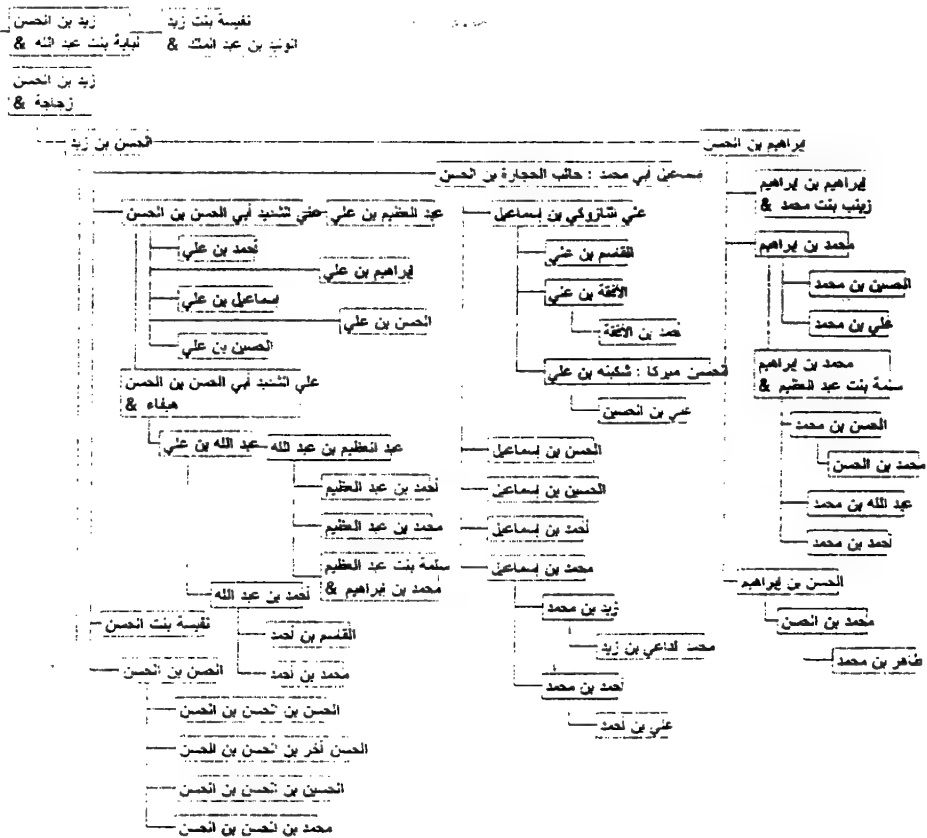 زيد بن الحسن
& لبابة بنت عبد الله
نفيسة بنت زيد
& الوليد بن عبد الملك
زيد بن الحسن
& زجاجة
الحسن بن زيد
إبراهيم بن الحسن
إسماعيل أبي محمد : جالب الحجارة بن الحسن
إبراهيم بن إبراهيم
& زينب بنت محمد
علي الشديد أبي الحسن بن الحسن
عبد العظيم بن علي
علي شازوكي بن إسماعيل
محمد بن إبراهيم
أحمد بن علي
القاسم بن علي
إبراهيم بن علي
الحسين بن محمد
إسماعيل بن علي
الأفقة بن علي
الحسن بن علي
علي بن محمد
أحمد بن الأفقة
الحسين بن علي
محمد بن إبراهيم
& سلمة بنت عبد العظيم
علي الشديد أبي الحسن بن الحسن
& هيفاء
الحسن ميركا : شكنبه بن علي
علي بن الحسين
الحسن بن محمد
عبد الله بن علي
عبد العظيم بن عبد الله
الحسن بن إسماعيل
محمد بن الحسن
أحمد بن عبد العظيم
الحسين بن إسماعيل
عبد الله بن محمد
محمد بن عبد العظيم
أحمد بن إسماعيل
أحمد بن محمد
سلمة بنت عبد العظيم
& محمد بن إبراهيم
محمد بن إسماعيل
الحسن بن إبراهيم
أحمد بن عبد الله
زيد بن محمد
نفيسة بنت الحسن
محمد بن الحسن
القاسم بن أحمد
محمد الداعي بن زيد
طاهر بن محمد
الحسن بن الحسن
محمد بن أحمد
أحمد بن محمد
الحسن بن الحسن بن الحسن
علي بن أحمد
الحسن آخر بن الحسن بن الحسن
الحسين بن الحسن بن الحسن
محمد بن الحسن بن الحسن